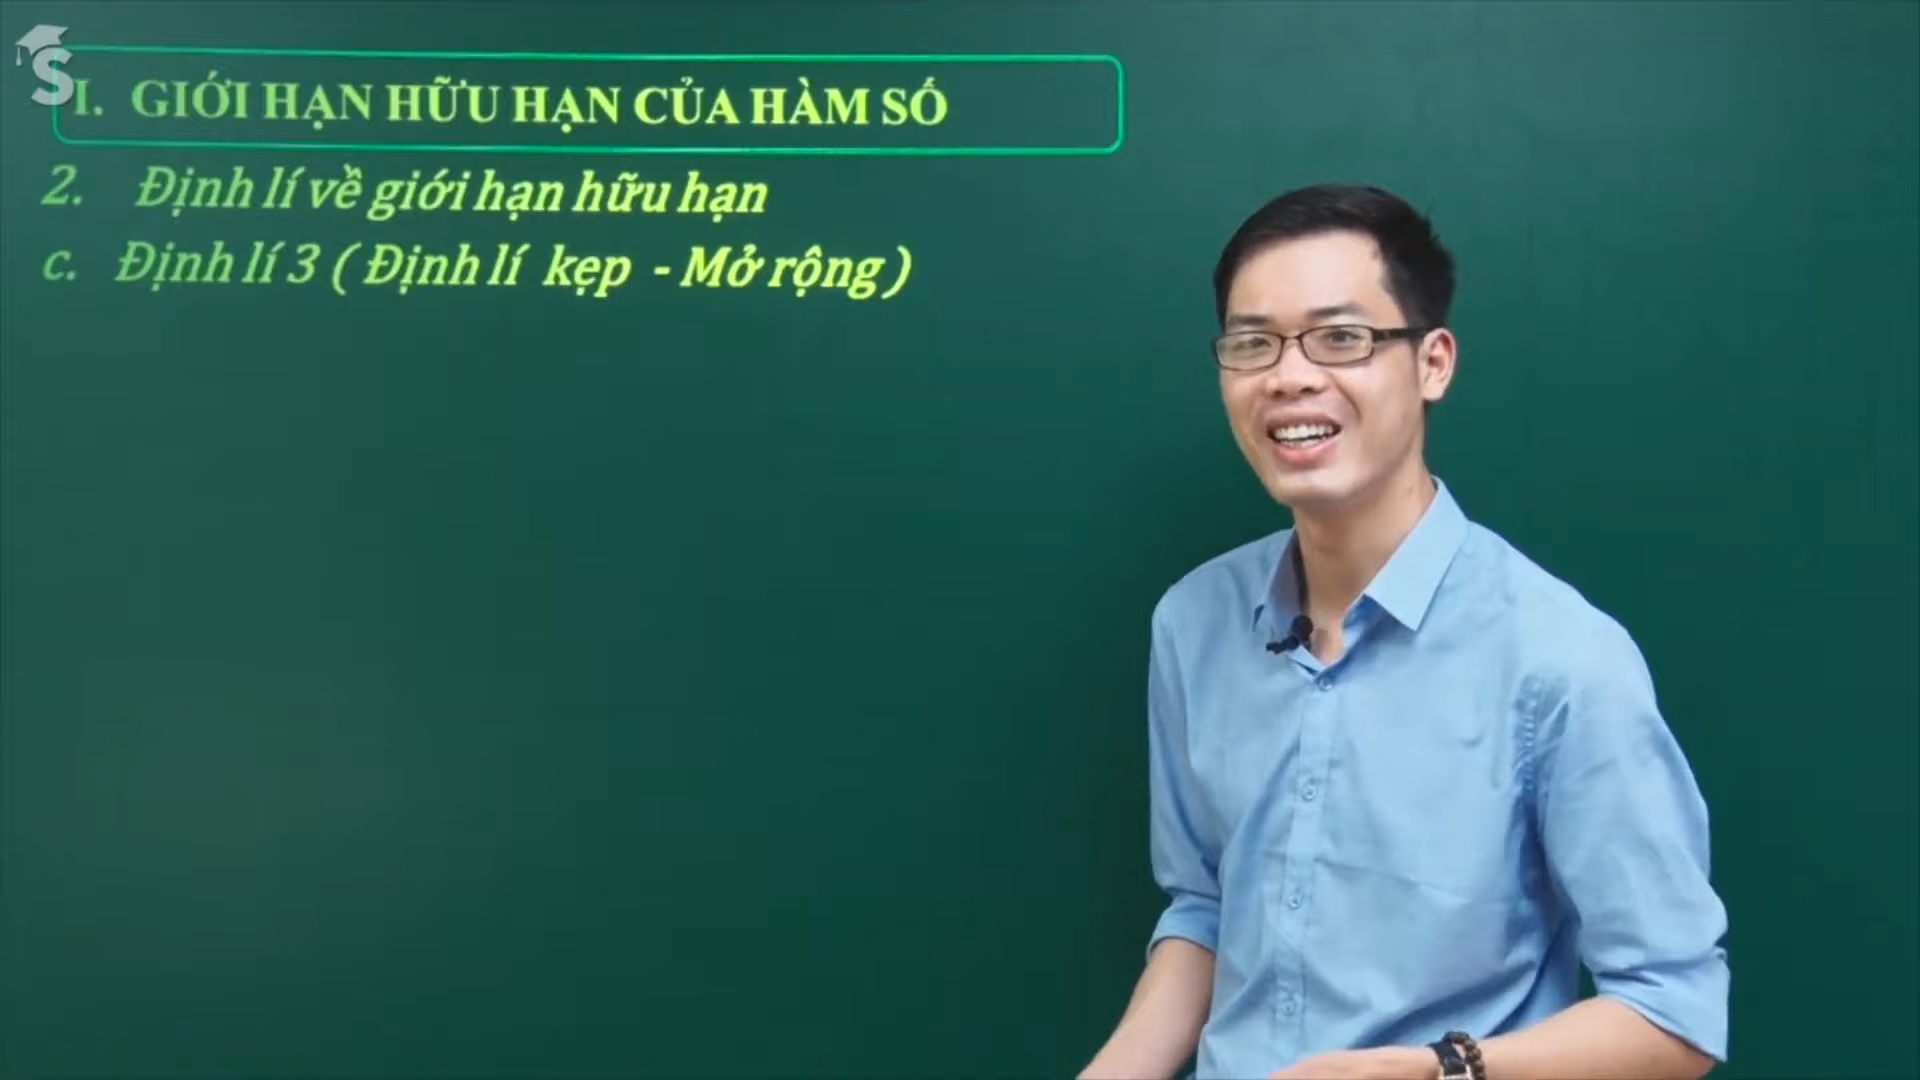 S
I. GIỚI HẠN HỮU HẠN CỦA HÀM SỐ
2. Định lí về giới hạn hữu hạn
c. Định lí 3 ( Định lí kẹp - Mở rộng )